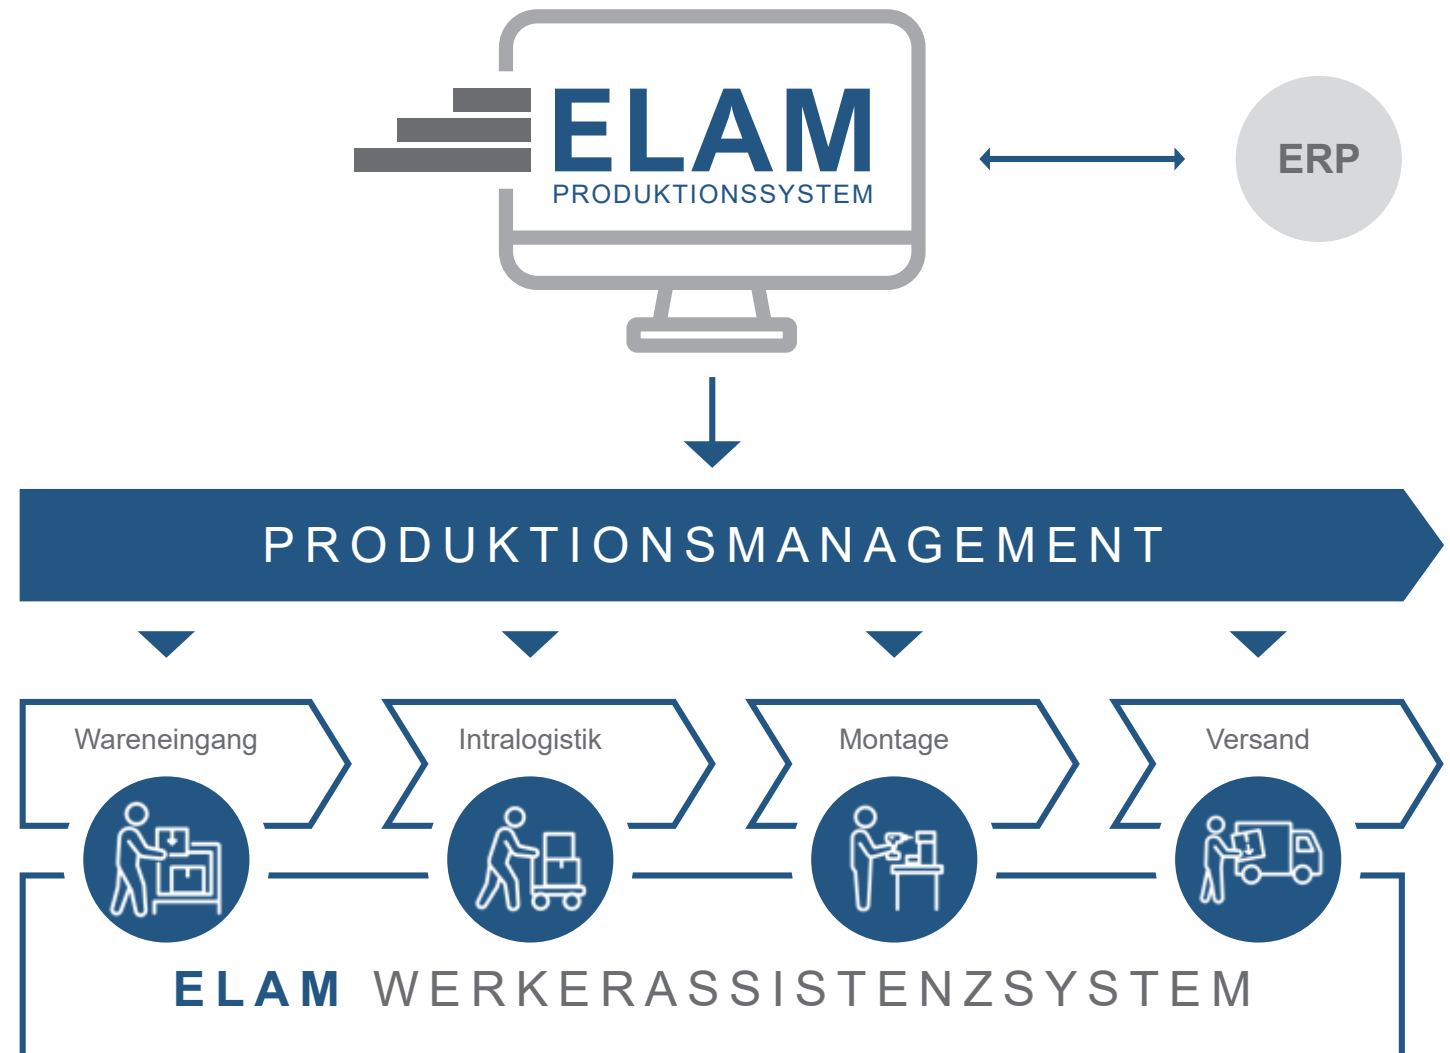 ELAM
PRODUKTIONSSYSTEM
ERP
PRODUKTIONSMANAGEMENT
Wareneingang
Intralogistik
Montage
Versand
ELAM WERKERASSISTENZSYSTEM